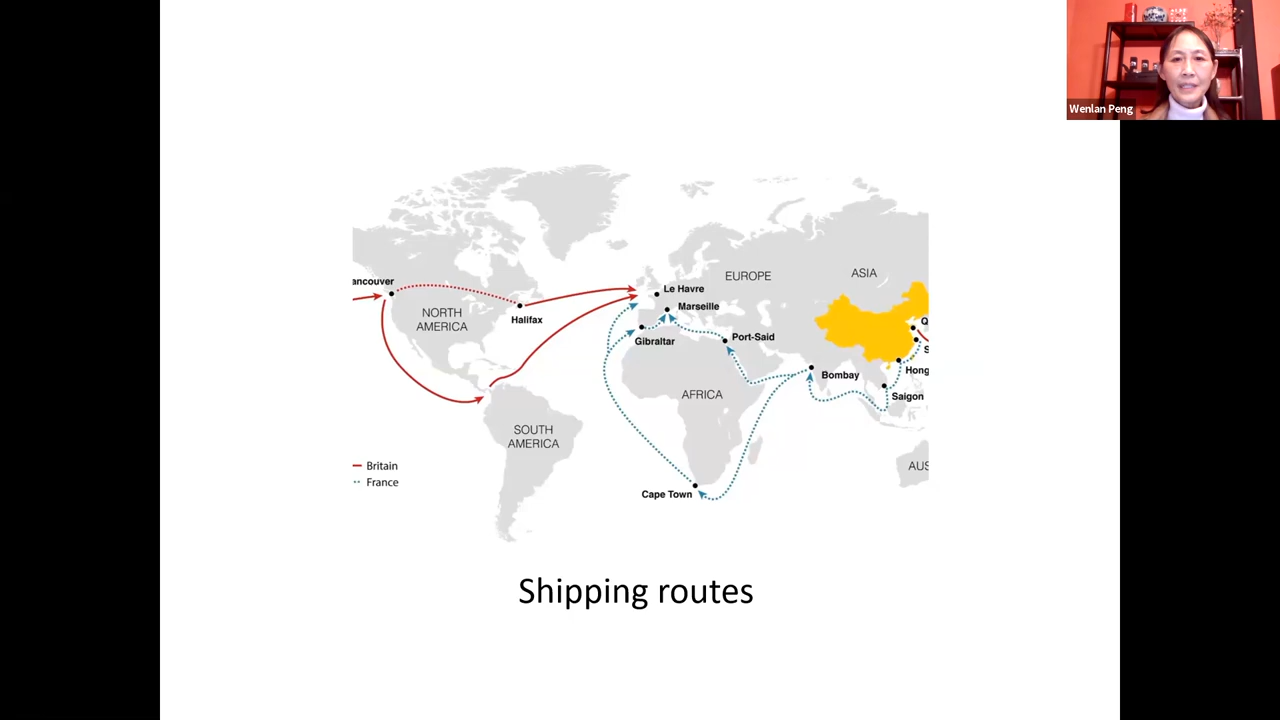 Wenlan Peng
EUROPE
ASIA
ancouver
Le Havre
Marseille
NORTH
AMERICA
Halifax
Q
Gibraltar
Port-Said
S
Hong
Bombay
AFRICA
Saigon
SOUTH
AMERICA
Britain
AUS
France
Cape Town
Shipping routes